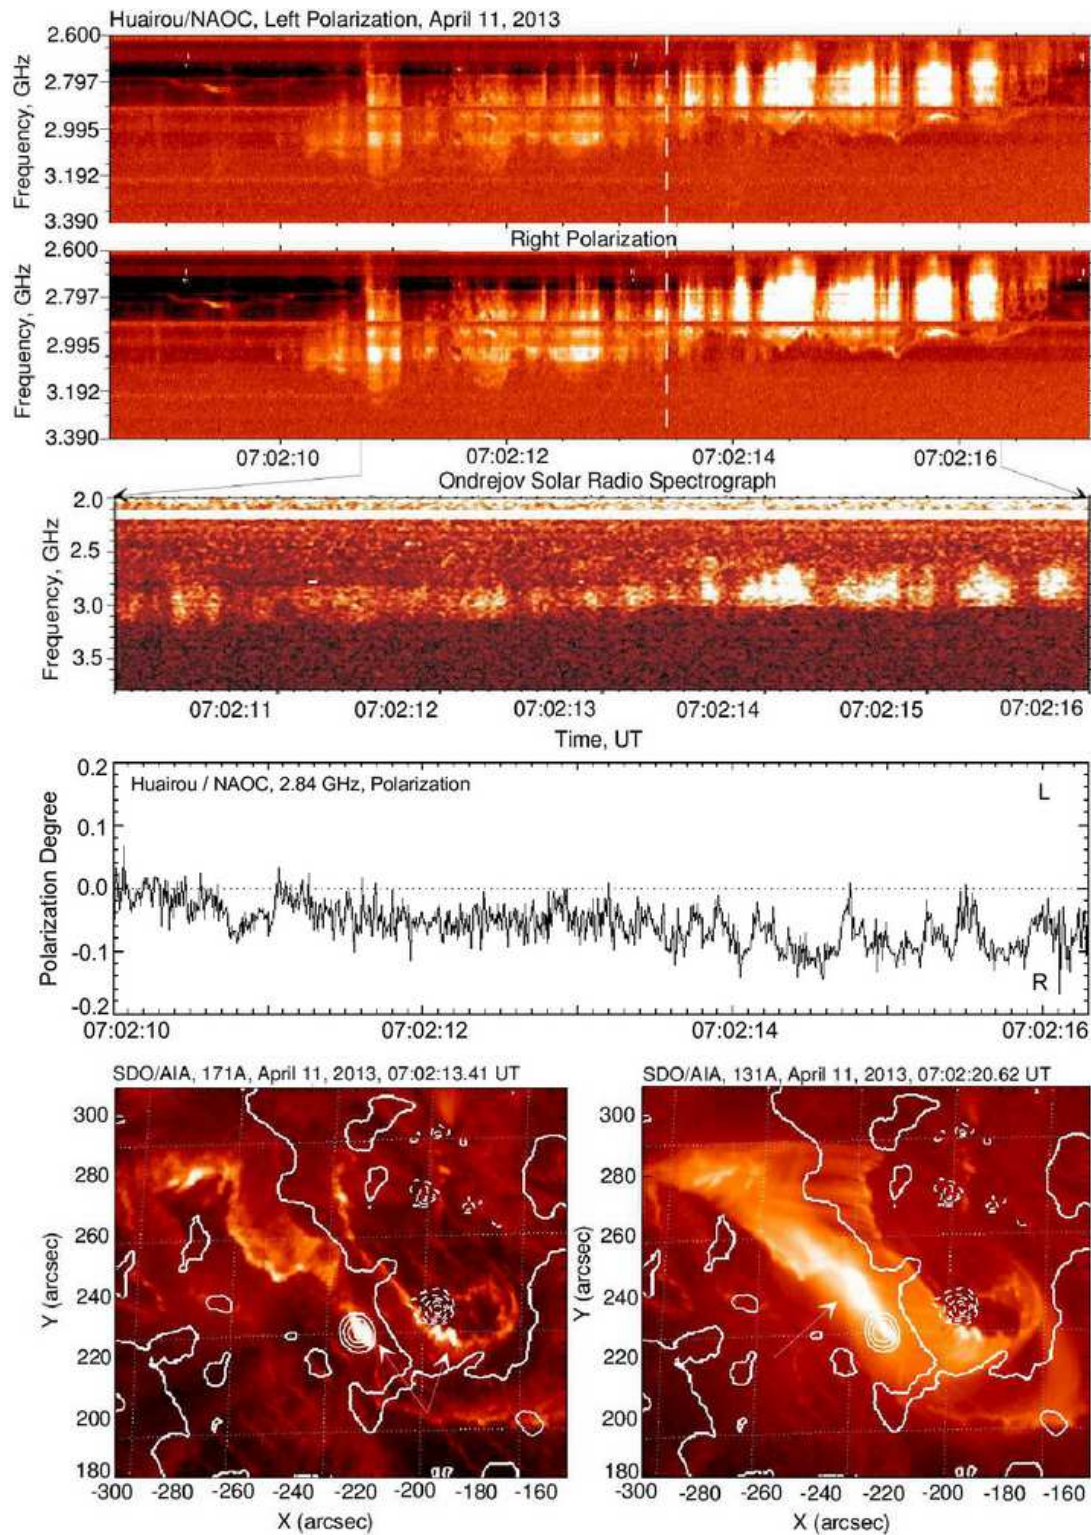 Huairou/NAOC, Left Polarization, April 11, 2013
2.600
2.797
2.995
3.192
3.390
Frequency, GHz
Right Polarization
2.600
2.797
2.995
3.192
3.390
Frequency, GHz
07:02:10 07:02:12 07:02:14 07:02:16
Ondrejov Solar Radio Spectrograph
2.0
2.5
3.0
3.5
Frequency, GHz
07:02:11 07:02:12 07:02:13 07:02:14 07:02:15 07:02:16
Time, UT
0.2
Huairou / NAOC, 2.84 GHz, Polarization
L
0.1
0.0
-0.1
R
-0.2
Polarization Degree
07:02:10 07:02:12 07:02:14 07:02:16
SDO/AIA, 171A, April 11, 2013, 07:02:13.41 UT
300
280
260
240
220
200
180
Y (arcsec)
-300 -280 -260 -240 -220 -200 -180 -160
X (arcsec)
SDO/AIA, 131A, April 11, 2013, 07:02:20.62 UT
300
280
260
240
220
200
180
Y (arcsec)
-300 -280 -260 -240 -220 -200 -180 -160
X (arcsec)